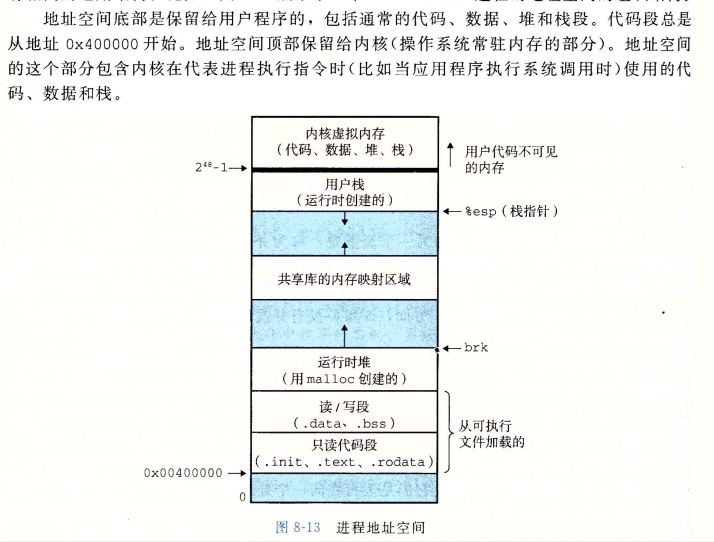 地址空间底部是保留给用户程序的，包括通常的代码、数据、堆和栈段。代码段总是
从地址 0x400000 开始。地址空间顶部保留给内核(操作系统常驻内存的部分)。地址空间
的这个部分包含内核在代表进程执行指令时(比如当应用程序执行系统调用时)使用的代
码、数据和栈。
内核虚拟内存
(代码、数据、堆、栈)
用户代码不可见
的内存
2⁴⁸-1
用户栈
(运行时创建的)
%esp (栈指针)
共享库的内存映射区域
brk
运行时堆
(用 malloc 创建的)
读/写段
(.data、.bss)
从可执行
文件加载的
只读代码段
(.init、.text、.rodata)
0x00400000
0
图 8-13 进程地址空间